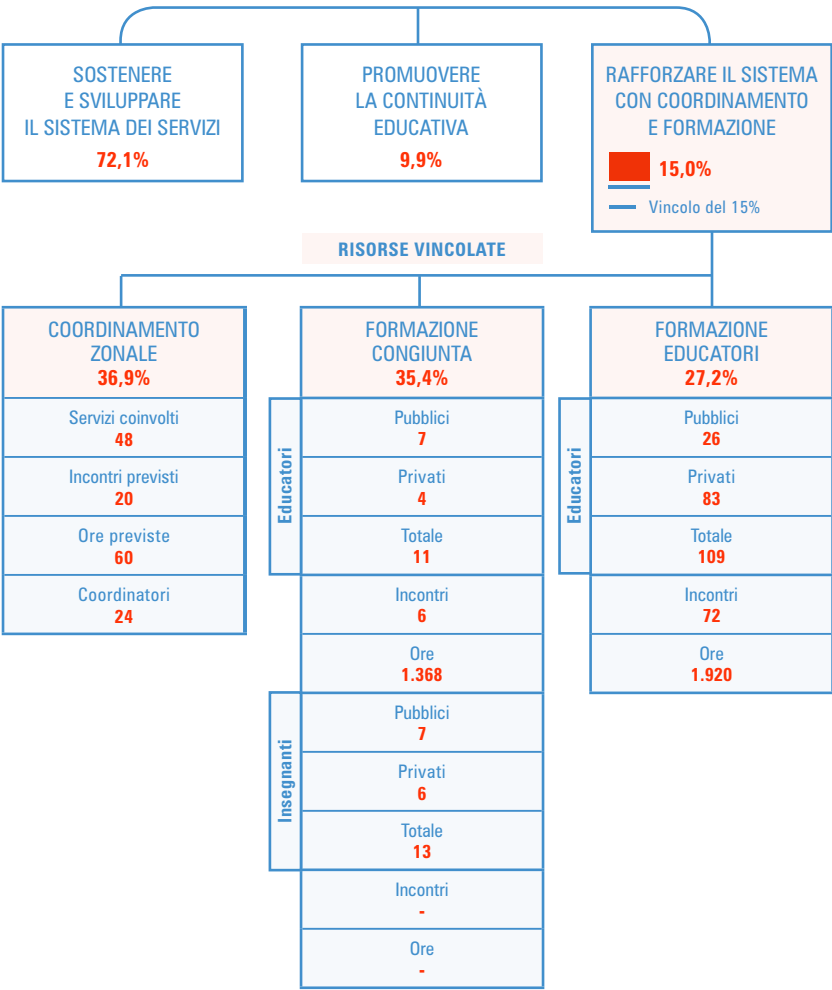 SOSTENERE
E SVILUPPARE
IL SISTEMA DEI SERVIZI
72,1%
PROMUOVERE
LA CONTINUITÀ
EDUCATIVA
9,9%
RAFFORZARE IL SISTEMA
CON COORDINAMENTO
E FORMAZIONE
15,0%
Vincolo del 15%
RISORSE VINCOLATE
COORDINAMENTO
ZONALE
36,9%
Servizi coinvolti
48
Incontri previsti
20
Ore previste
60
Coordinatori
24
FORMAZIONE
CONGIUNTA
35,4%
Educatori
Pubblici
7
Privati
4
Totale
11
Incontri
6
Ore
1.368
Insegnanti
Pubblici
7
Privati
6
Totale
13
Incontri
-
Ore
-
FORMAZIONE
EDUCATORI
27,2%
Educatori
Pubblici
26
Privati
83
Totale
109
Incontri
72
Ore
1.920